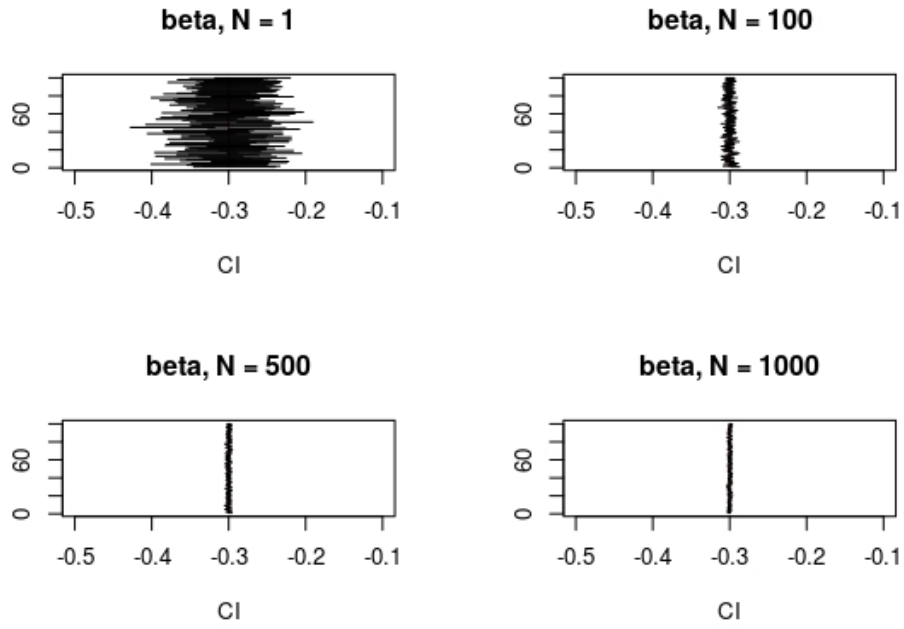 beta, N = 1
60
0
-0.5 -0.4 -0.3 -0.2 -0.1
CI
beta, N = 100
60
0
-0.5 -0.4 -0.3 -0.2 -0.1
CI
beta, N = 500
60
0
-0.5 -0.4 -0.3 -0.2 -0.1
CI
beta, N = 1000
60
0
-0.5 -0.4 -0.3 -0.2 -0.1
CI